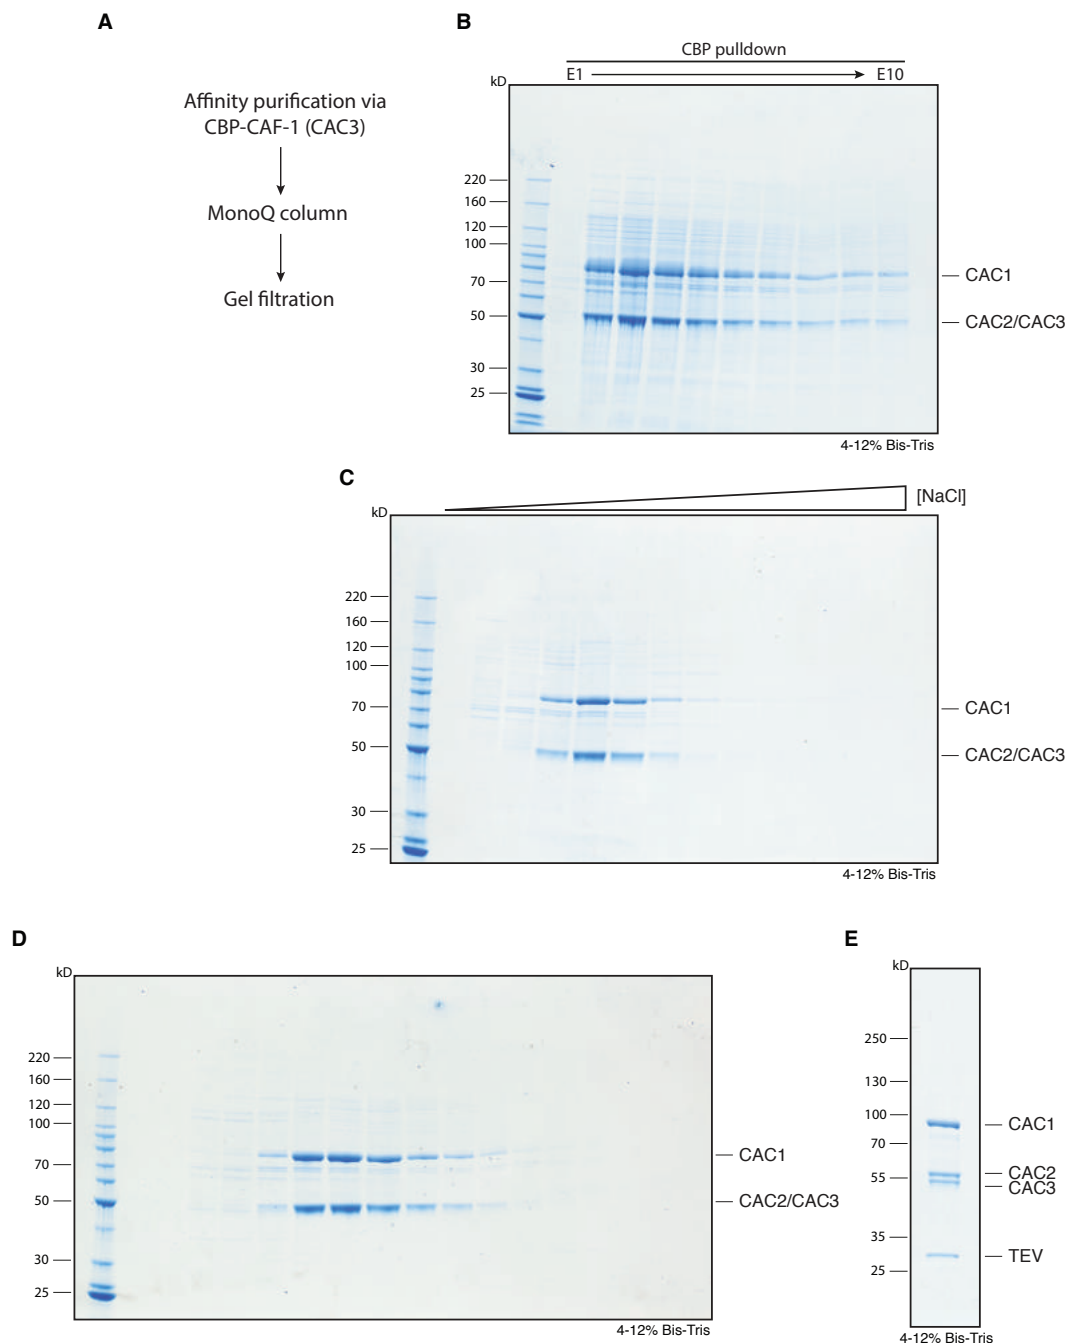 A
Affinity purification via
CBP-CAF-1 (CAC3)
MonoQ column
Gel filtration
B
CBP pulldown
E1
E10
kD
220
160
120
100
70
50
30
25
CAC1
CAC2/CAC3
4-12% Bis-Tris
C
[NaCl]
kD
220
160
120
100
70
50
30
25
CAC1
CAC2/CAC3
4-12% Bis-Tris
D
kD
220
160
120
100
70
50
30
25
CAC1
CAC2/CAC3
4-12% Bis-Tris
E
kD
250
130
100
70
55
35
25
CAC1
CAC2
CAC3
TEV
4-12% Bis-Tris